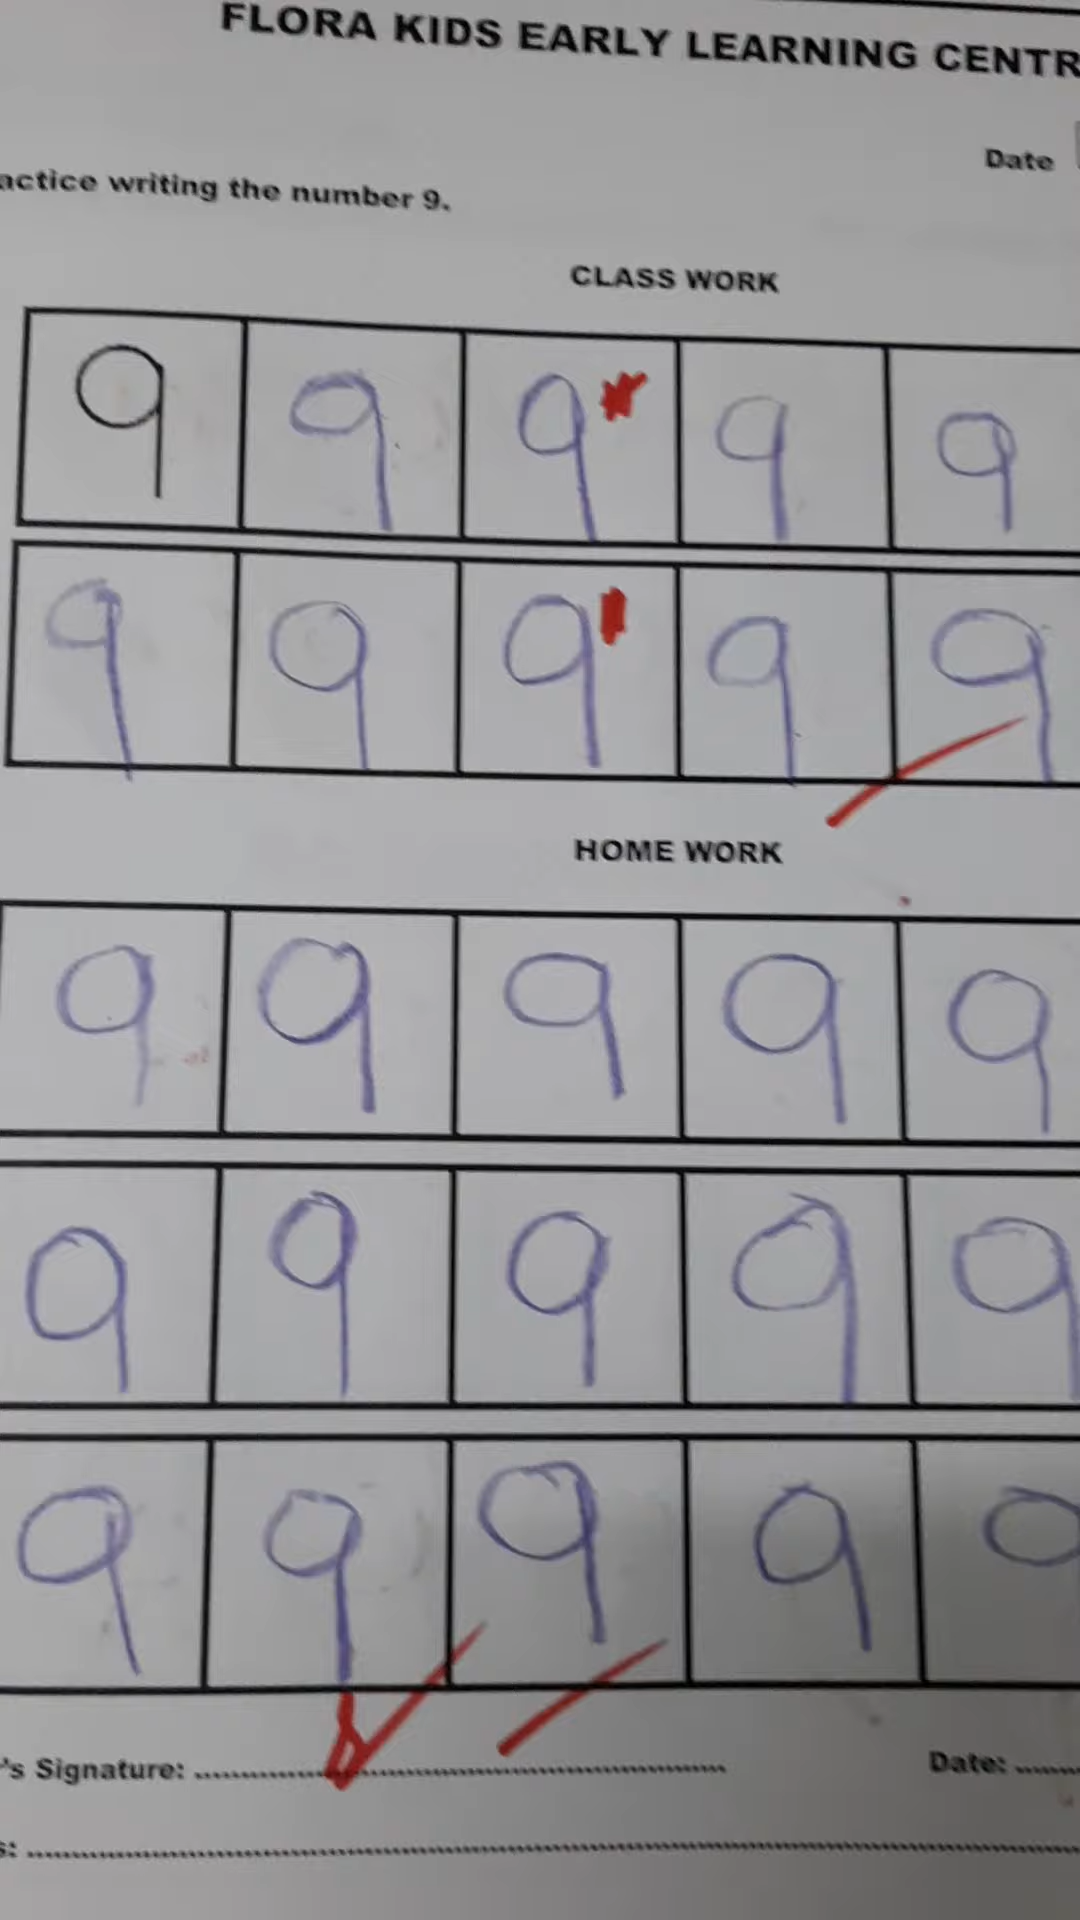 FLORA KIDS EARLY LEARNING CENTR
Date
actice writing the number 9.
CLASS WORK
9 9 9 9 9
9 9 9 9 9
HOME WORK
9 9 9 9 9
9 9 9 9 9
9 9 9 9 9
's Signature: ............................................................ Date: ........
s: ............................................................